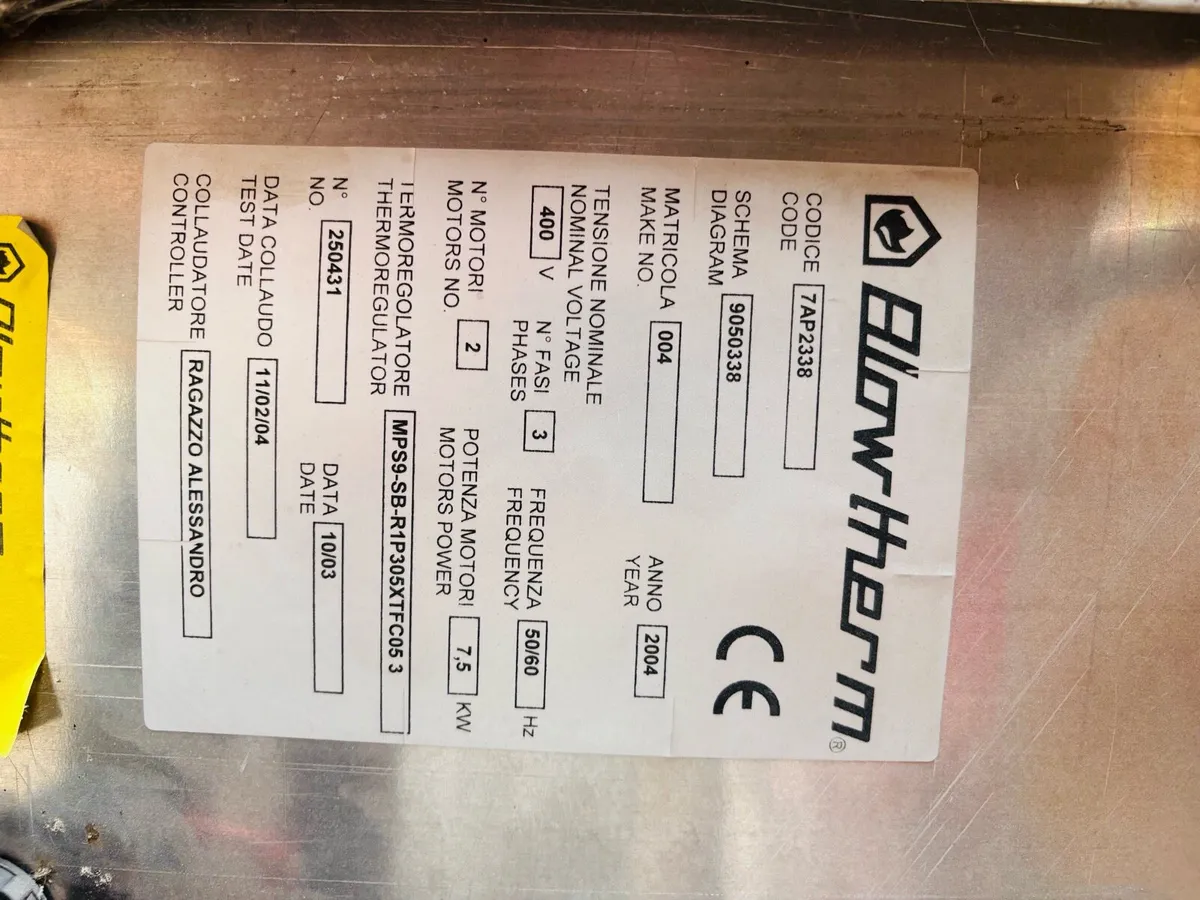 Blowtherm®
CODICE 7AP2338
CODE
SCHEMA 9050338
DIAGRAM
MATRICOLA 004 ANNO 2004
MAKE NO. YEAR
CE
TENSIONE NOMINALE
NOMINAL VOLTAGE
400 V N° FASI 3 FREQUENZA 50/60 Hz
PHASES FREQUENCY
N° MOTORI 2 POTENZA MOTORI 7,5 KW
MOTORS NO. MOTORS POWER
TERMOREGOLATORE MPS9-SB-R1P305XTFC05 3
THERMOREGULATOR
N° 250431 DATA 10/03
NO. DATE
DATA COLLAUDO 11/02/04
TEST DATE
COLLAUDATORE RAGAZZO ALESSANDRO
CONTROLLER